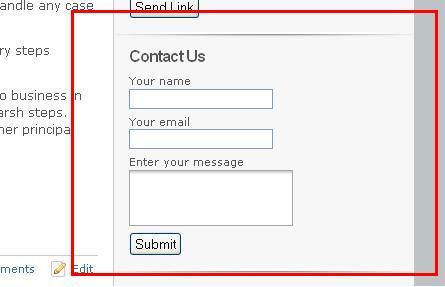 andle any case
Send Link
ry steps
Contact Us
Your name
o business in
arsh steps.
Your email
ner principa
Enter your message
Submit
ments
Edit